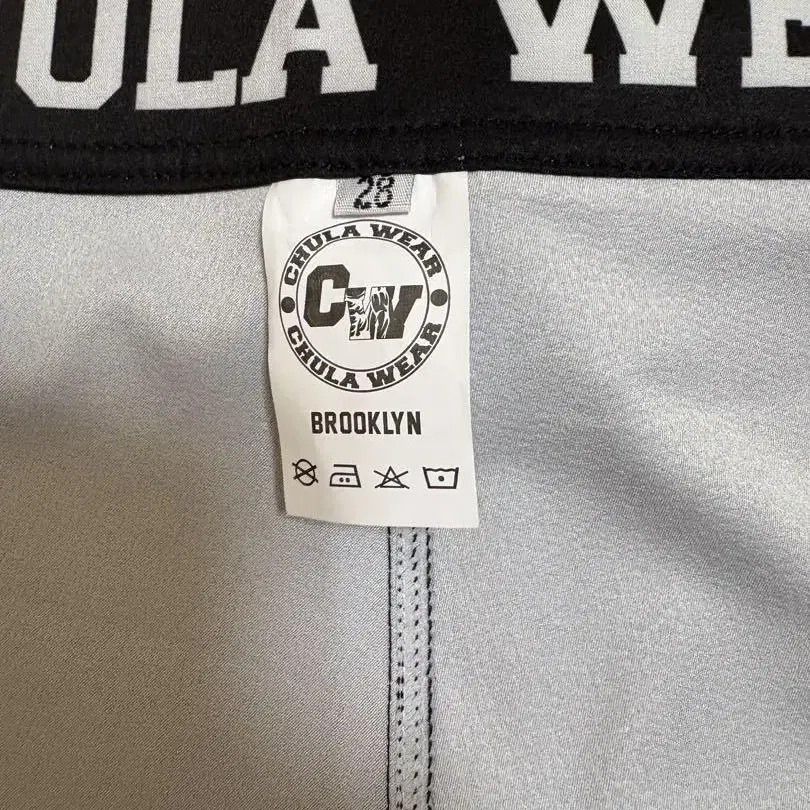 ULA WE
28
CHULA WEAR
CW
CHULA WEAR
BROOKLYN